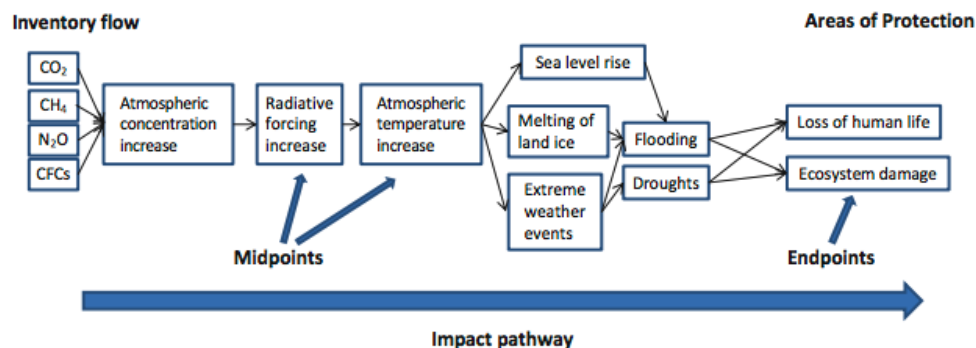 Inventory flow
Areas of Protection
CO₂
CH₄
N₂O
CFCs
Atmospheric
concentration
increase
Radiative
forcing
increase
Atmospheric
temperature
increase
Sea level rise
Melting of
land ice
Extreme
weather
events
Flooding
Droughts
Loss of human life
Ecosystem damage
Midpoints
Endpoints
Impact pathway